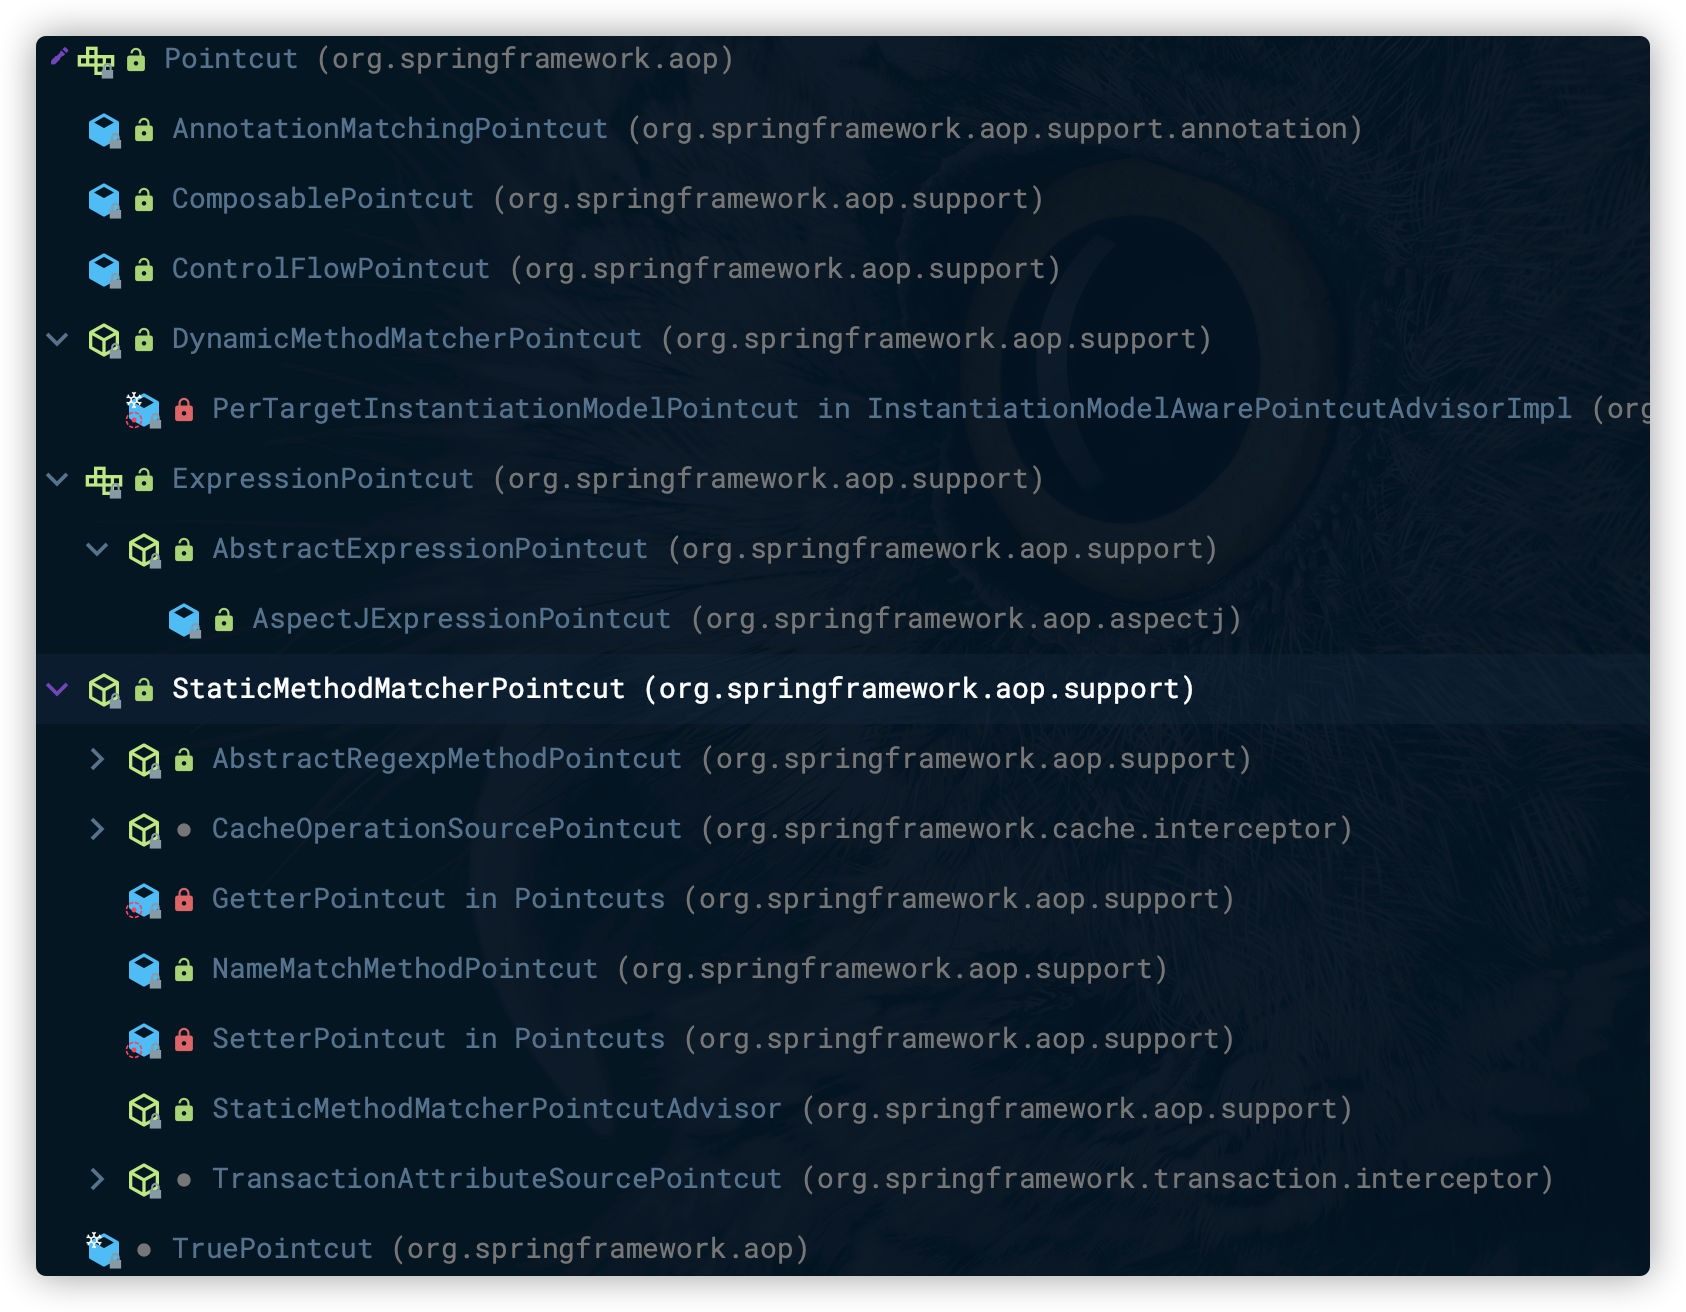 Pointcut (org.springframework.aop)
AnnotationMatchingPointcut (org.springframework.aop.support.annotation)
ComposablePointcut (org.springframework.aop.support)
ControlFlowPointcut (org.springframework.aop.support)
DynamicMethodMatcherPointcut (org.springframework.aop.support)
PerTargetInstantiationModelPointcut in InstantiationModelAwarePointcutAdvisorImpl (org
ExpressionPointcut (org.springframework.aop.support)
AbstractExpressionPointcut (org.springframework.aop.support)
AspectJExpressionPointcut (org.springframework.aop.aspectj)
StaticMethodMatcherPointcut (org.springframework.aop.support)
AbstractRegexpMethodPointcut (org.springframework.aop.support)
CacheOperationSourcePointcut (org.springframework.cache.interceptor)
GetterPointcut in Pointcuts (org.springframework.aop.support)
NameMatchMethodPointcut (org.springframework.aop.support)
SetterPointcut in Pointcuts (org.springframework.aop.support)
StaticMethodMatcherPointcutAdvisor (org.springframework.aop.support)
TransactionAttributeSourcePointcut (org.springframework.transaction.interceptor)
TruePointcut (org.springframework.aop)